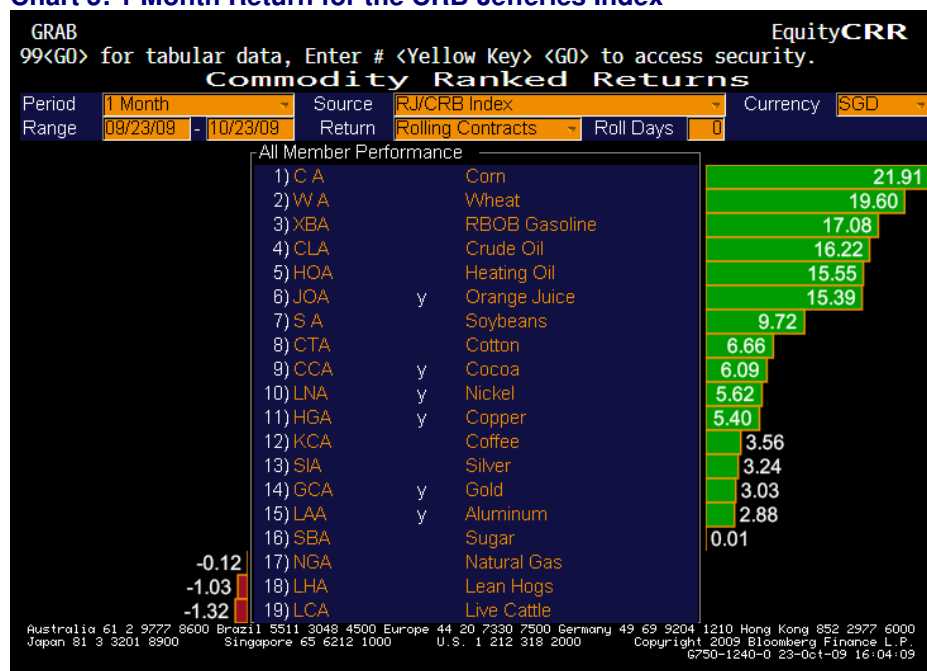 Chart 5: 1 Month Return for the CRB Jefferies Index
GRAB EquityCRR
99<GO> for tabular data, Enter # <Yellow Key> <GO> to access security.
Commodity Ranked Returns
Period 1 Month Source RJ/CRB Index Currency SGD
Range 09/23/09 - 10/23/09 Return Rolling Contracts Roll Days 0
All Member Performance
1) C A Corn 21.91
2) W A Wheat 19.60
3) XBA RBOB Gasoline 17.08
4) CLA Crude Oil 16.22
5) HOA Heating Oil 15.55
6) JOA y Orange Juice 15.39
7) S A Soybeans 9.72
8) CTA Cotton 6.66
9) CCA y Cocoa 6.09
10) LNA y Nickel 5.62
11) HGA y Copper 5.40
12) KCA Coffee 3.56
13) SIA Silver 3.24
14) GCA y Gold 3.03
15) LAA y Aluminum 2.88
16) SBA Sugar 0.01
-0.12 17) NGA Natural Gas
-1.03 18) LHA Lean Hogs
-1.32 19) LCA Live Cattle
Australia 61 2 9777 8600 Brazil 5511 3048 4500 Europe 44 20 7330 7500 Germany 49 69 9204 1210 Hong Kong 852 2977 6000
Japan 81 3 3201 8900 Singapore 65 6212 1000 U.S. 1 212 318 2000 Copyright 2009 Bloomberg Finance L.P.
G750-1240-0 23-Oct-09 16:04:09